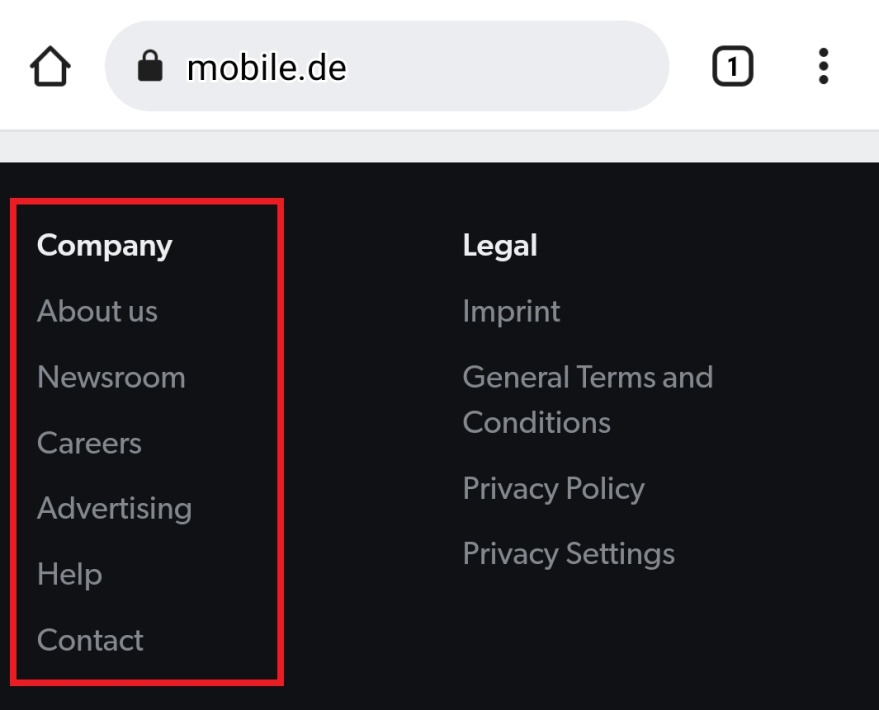 mobile.de
1
Company
About us
Newsroom
Careers
Advertising
Help
Contact
Legal
Imprint
General Terms and
Conditions
Privacy Policy
Privacy Settings